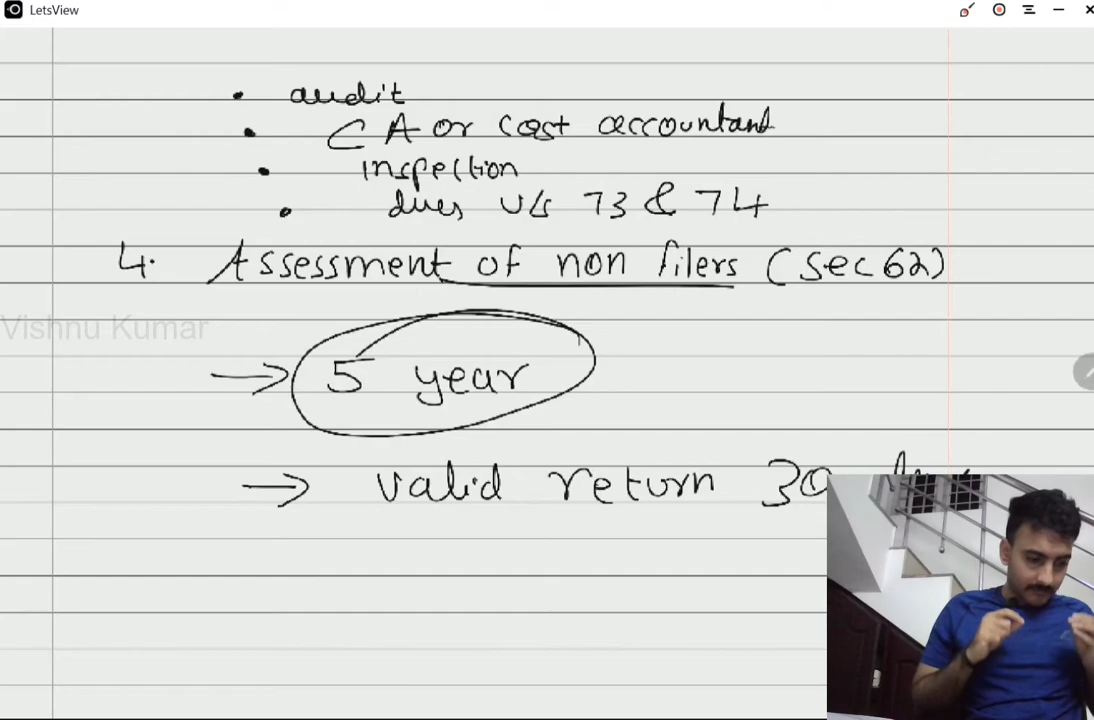 LetsView
• audit
• CA or cost accountant
• inspection
• dues u/s 73 & 74
4. Assessment of non filers (sec 62)
Vishnu Kumar
→ 5 year
→ valid return 30